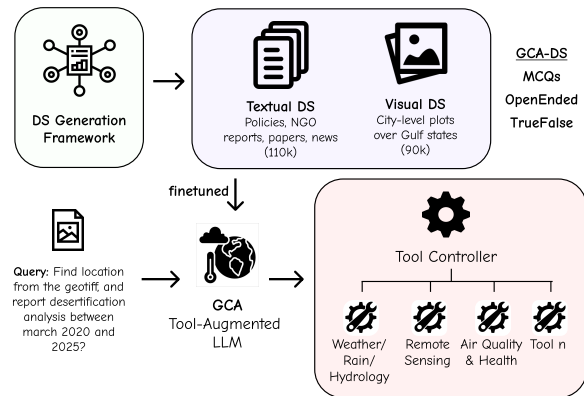 DS Generation
Framework
Textual DS
Policies, NGO
reports, papers, news
(110k)
Visual DS
City-level plots
over Gulf states
(90k)
GCA-DS
MCQs
OpenEnded
TrueFalse
finetuned
Query: Find location
from the geotiff, and
report desertification
analysis between
march 2020 and
2025?
GCA
Tool-Augmented
LLM
Tool Controller
Weather/
Rain/
Hydrology
Remote
Sensing
Air Quality
& Health
Tool n